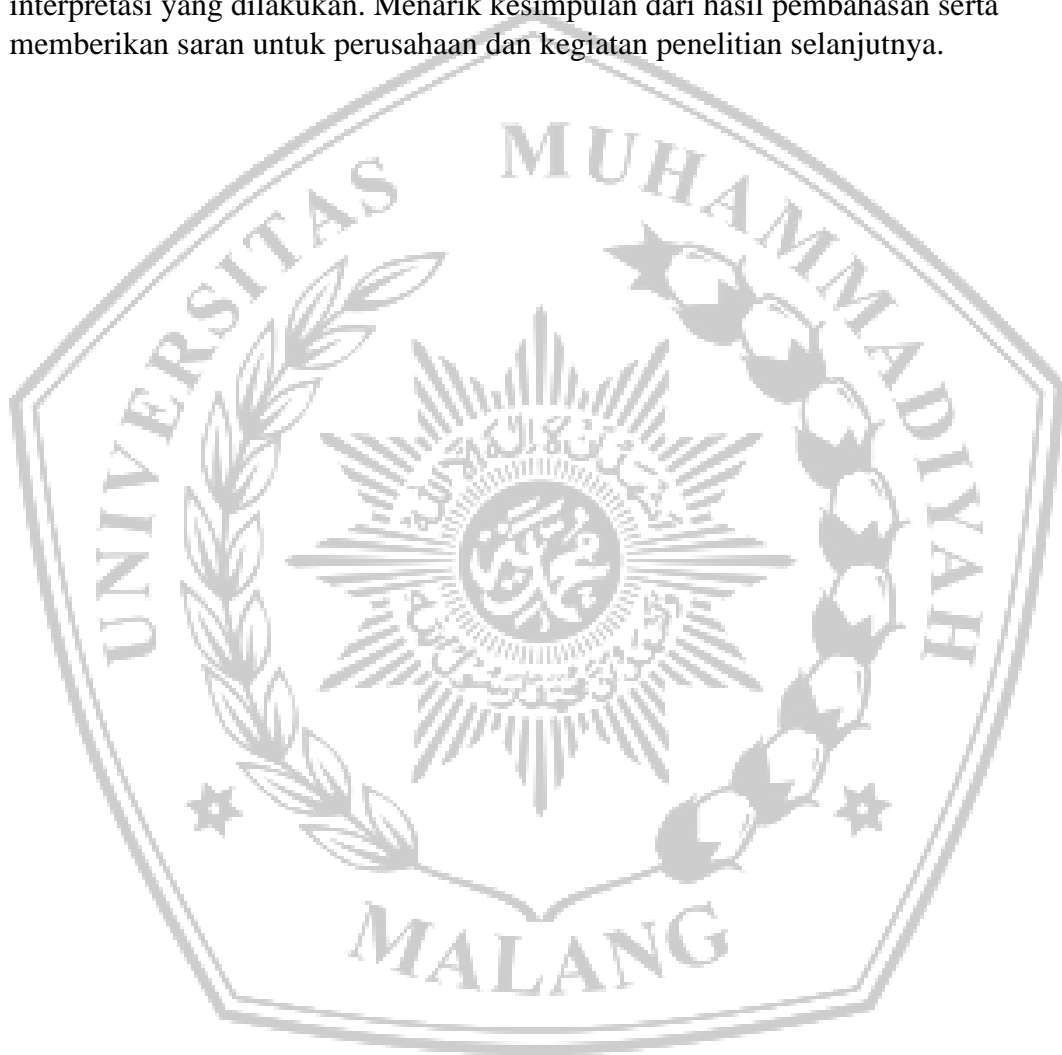 interpretasi yang dilakukan. Menarik kesimpulan dari hasil pembahasan serta
memberikan saran untuk perusahaan dan kegiatan penelitian selanjutnya.
UNIVERSITAS MUHAMMADIYAH
MALANG